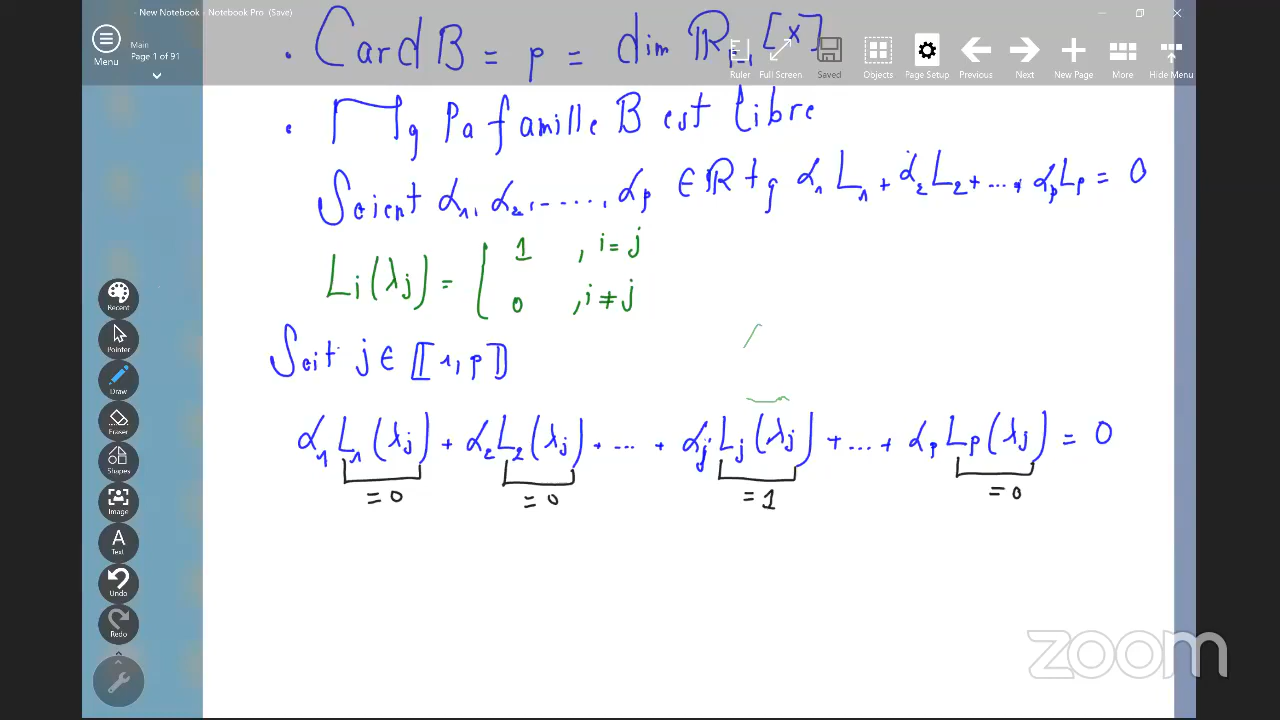 - New Notebook - Notebook Pro (Save)
Menu
Main
Page 1 of 91
Ruler
Full Screen
Saved
Objects
Page Setup
Previous
Next
New Page
More
Hide Menu
• Card B = p = dim ℝₚ₋₁[X]
• Mq la famille B est libre
Soient α₁, α₂, ....., αₚ ∈ ℝ tq α₁L₁ + α₂L₂ + ... + αₚLₚ = 0
Lᵢ(λⱼ) = { 1 , i = j
0 , i ≠ j
Soit j ∈ ⟦1, p⟧
α₁L₁(λⱼ) + α₂L₂(λⱼ) + ... + αⱼLⱼ(λⱼ) + ... + αₚLₚ(λⱼ) = 0
= 0 = 0 = 1 = 0
Recent
Pointer
Draw
Eraser
Shapes
Image
A
Text
Undo
Redo
zoom